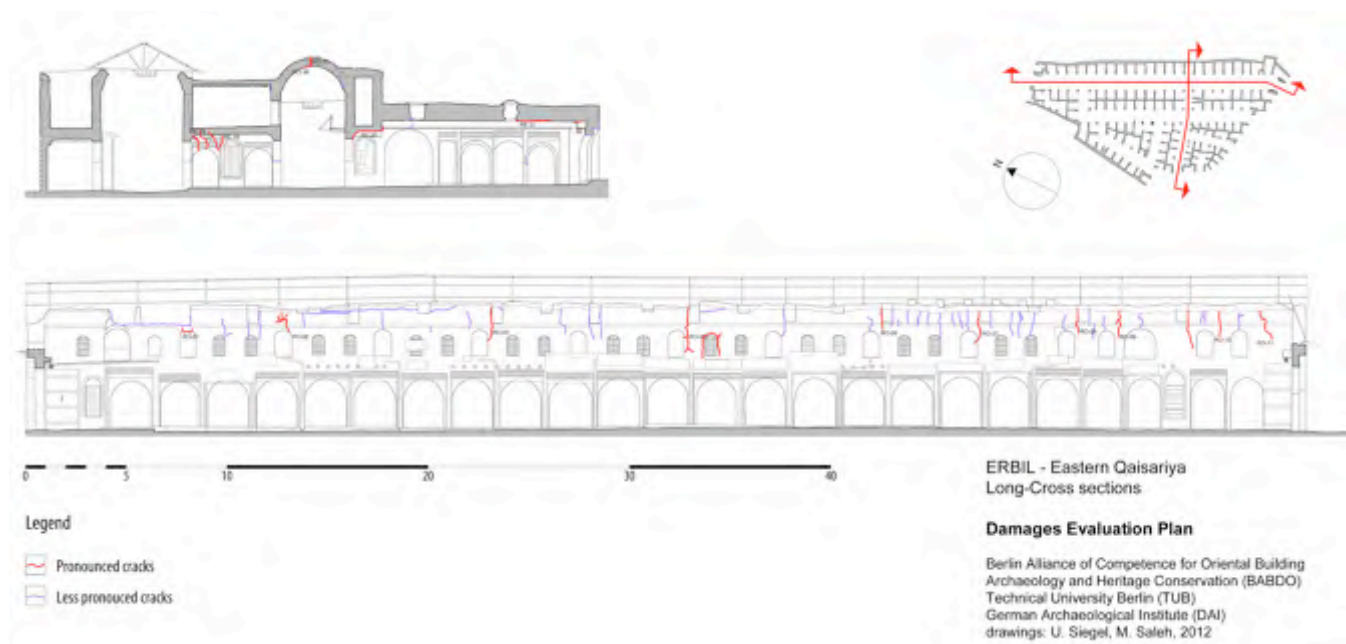 N
0
5
10
20
30
40
Legend
Pronounced cracks
Less pronouced cracks
ERBIL - Eastern Qaisariya
Long-Cross sections
Damages Evaluation Plan
Berlin Alliance of Competence for Oriental Building
Archaeology and Heritage Conservation (BABDO)
Technical University Berlin (TUB)
German Archaeological Institute (DAI)
drawings: U. Siegel, M. Saleh, 2012